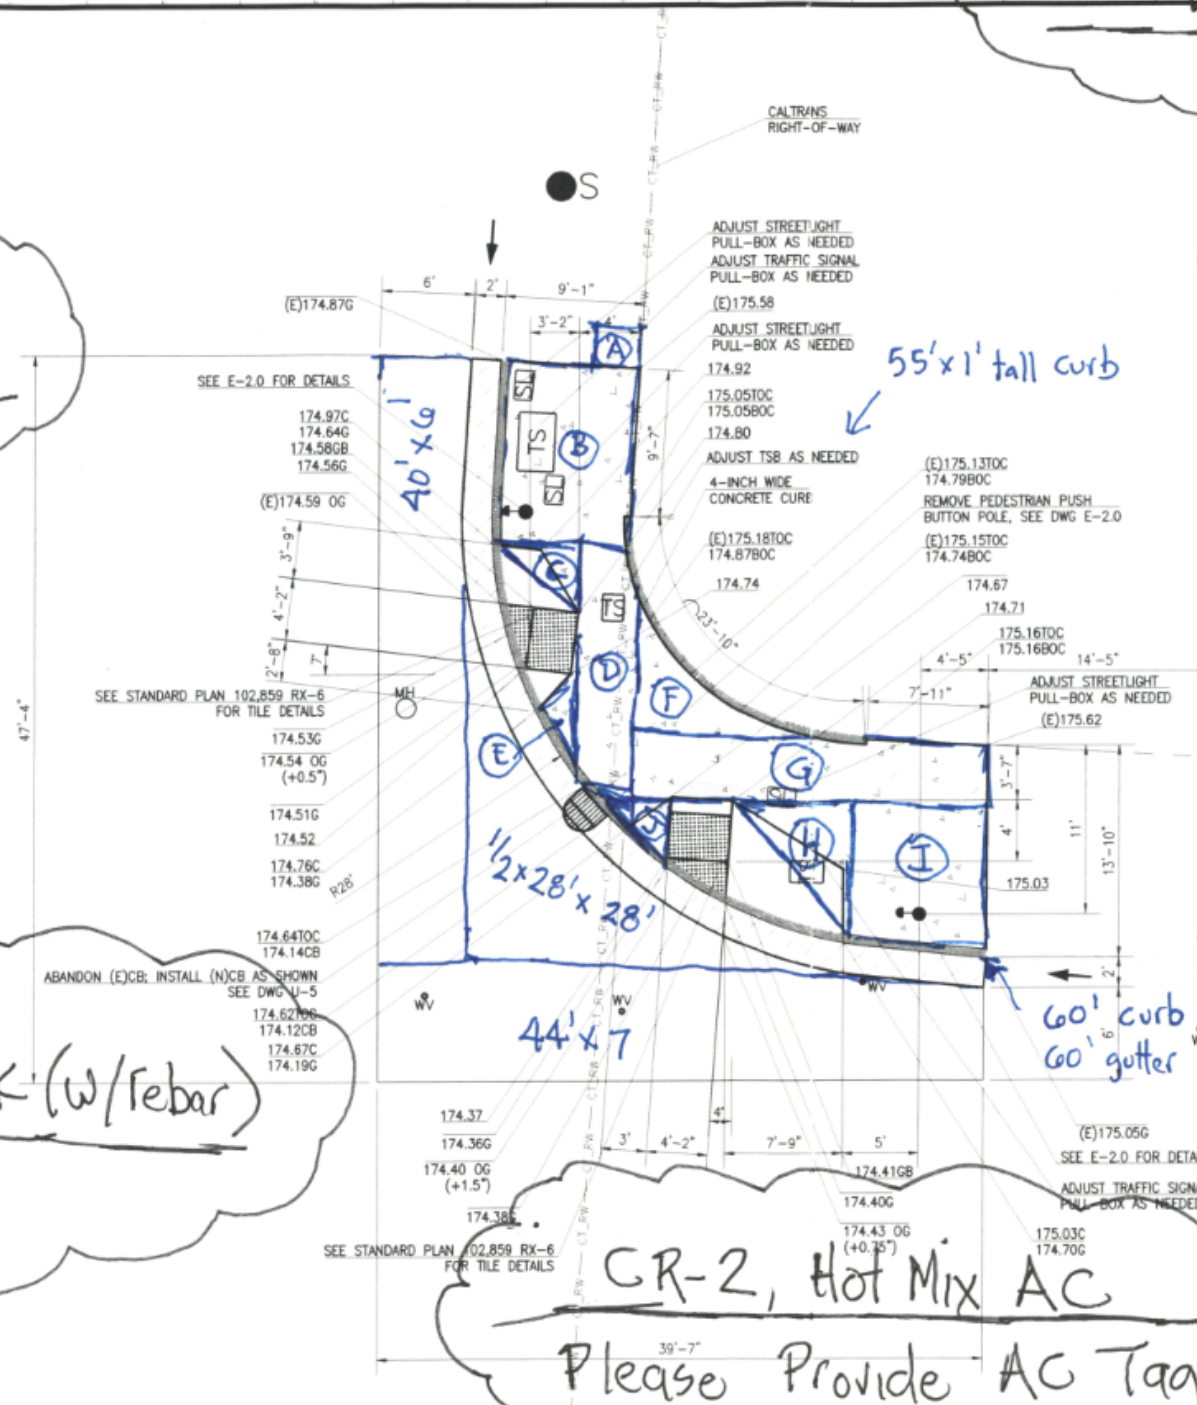 CALTRANS
RIGHT-OF-WAY
S
ADJUST STREETLIGHT
PULL-BOX AS NEEDED
ADJUST TRAFFIC SIGNAL
PULL-BOX AS NEEDED
6'
2'
9'-1"
(E)174.87G
(E)175.58
3'-2"
4'
ADJUST STREETLIGHT
PULL-BOX AS NEEDED
A
174.92
55'x1' tall curb
SEE E-2.0 FOR DETAILS
SL
175.05TOC
175.05BOC
40'x6'
174.97C
174.64G
174.58GB
174.56G
TS
B
9'-7"
174.80
ADJUST TSB AS NEEDED
4-INCH WIDE
CONCRETE CURB
(E)175.13TOC
174.79BOC
SL
(E)174.59 OG
REMOVE PEDESTRIAN PUSH
BUTTON POLE, SEE DWG E-2.0
3'-9"
(E)175.18TOC
174.87BOC
(E)175.15TOC
174.74BOC
C
174.74
174.67
4'-2"
TS
23'-10"
174.71
2'-8"
7'
175.16TOC
175.16BOC
47'-4"
D
4'-5"
14'-5"
SEE STANDARD PLAN 102,859 RX-6
FOR TILE DETAILS
MH
F
7'-11"
ADJUST STREETLIGHT
PULL-BOX AS NEEDED
(E)175.62
174.53G
174.54 OG
(+0.5")
E
G
3'-7"
174.51G
SL
174.52
J
H
I
4'
11'
13'-10"
174.76C
174.38G
R28'
1/2x28'x28'
175.03
174.64TOC
174.14CB
ABANDON (E)CB; INSTALL (N)CB AS SHOWN
SEE DWG U-5
WV
WV
WV
2'
174.62TOC
174.12CB
44'x7
60' curb
60' gutter
6'
174.67C
174.19G
(w/rebar)
174.37
174.36G
174.40 OG
(+1.5")
174.38G
3'
4'-2"
4"
7'-9"
5'
(E)175.05G
SEE E-2.0 FOR DETA
174.41GB
174.40G
ADJUST TRAFFIC SIGNA
PULL-BOX AS NEEDED
174.43 OG
(+0.75")
175.03C
174.70G
SEE STANDARD PLAN 102,859 RX-6
FOR TILE DETAILS
CR-2, Hot Mix AC
39'-7"
Please Provide AC Tag
CT_RW